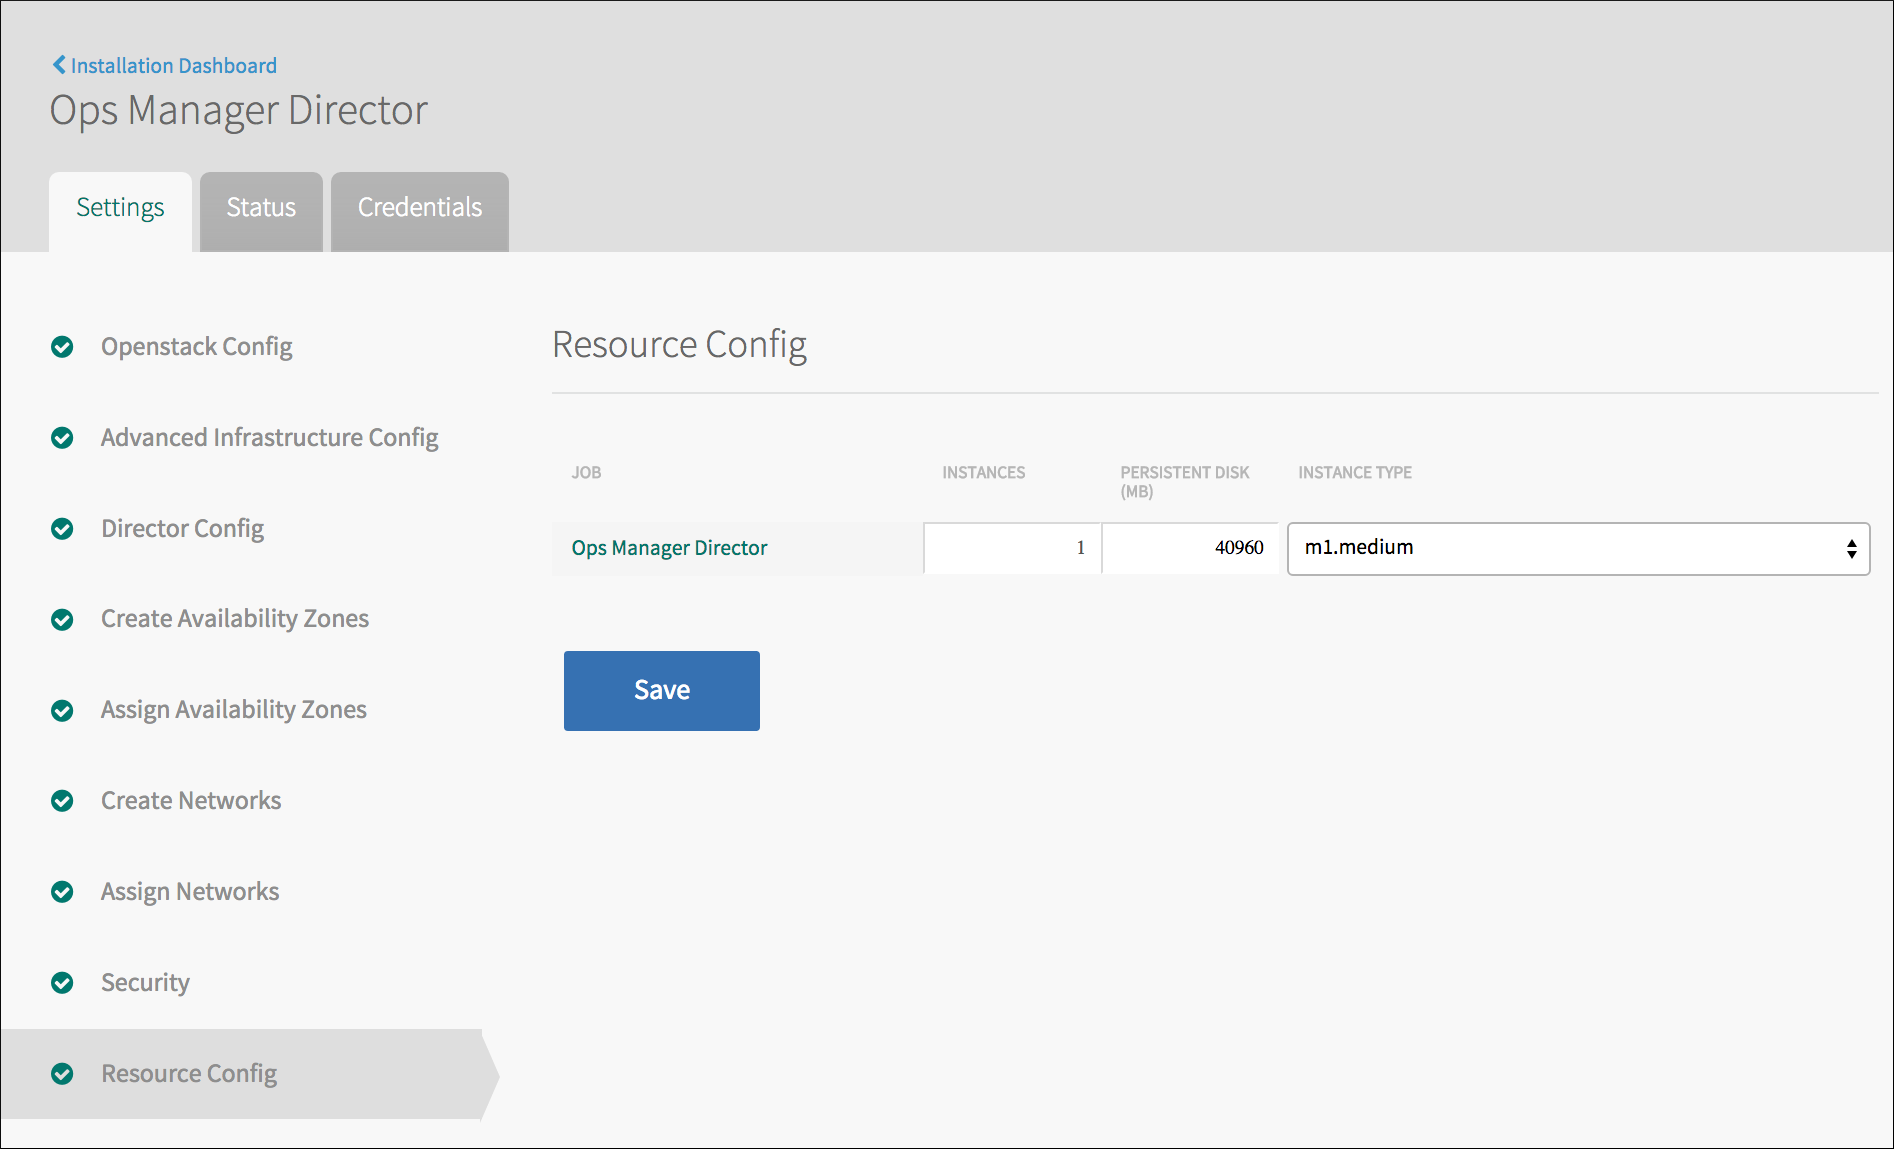 Installation Dashboard
Ops Manager Director
Settings
Status
Credentials
Openstack Config
Advanced Infrastructure Config
Director Config
Create Availability Zones
Assign Availability Zones
Create Networks
Assign Networks
Security
Resource Config
Resource Config
JOB
INSTANCES
PERSISTENT DISK
(MB)
INSTANCE TYPE
Ops Manager Director
1
40960
m1.medium
Save